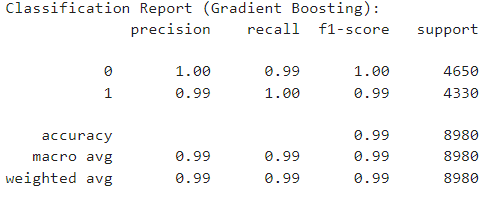 Classification Report (Gradient Boosting):
precision recall f1-score support
0 1.00 0.99 1.00 4650
1 0.99 1.00 0.99 4330
accuracy 0.99 8980
macro avg 0.99 0.99 0.99 8980
weighted avg 0.99 0.99 0.99 8980